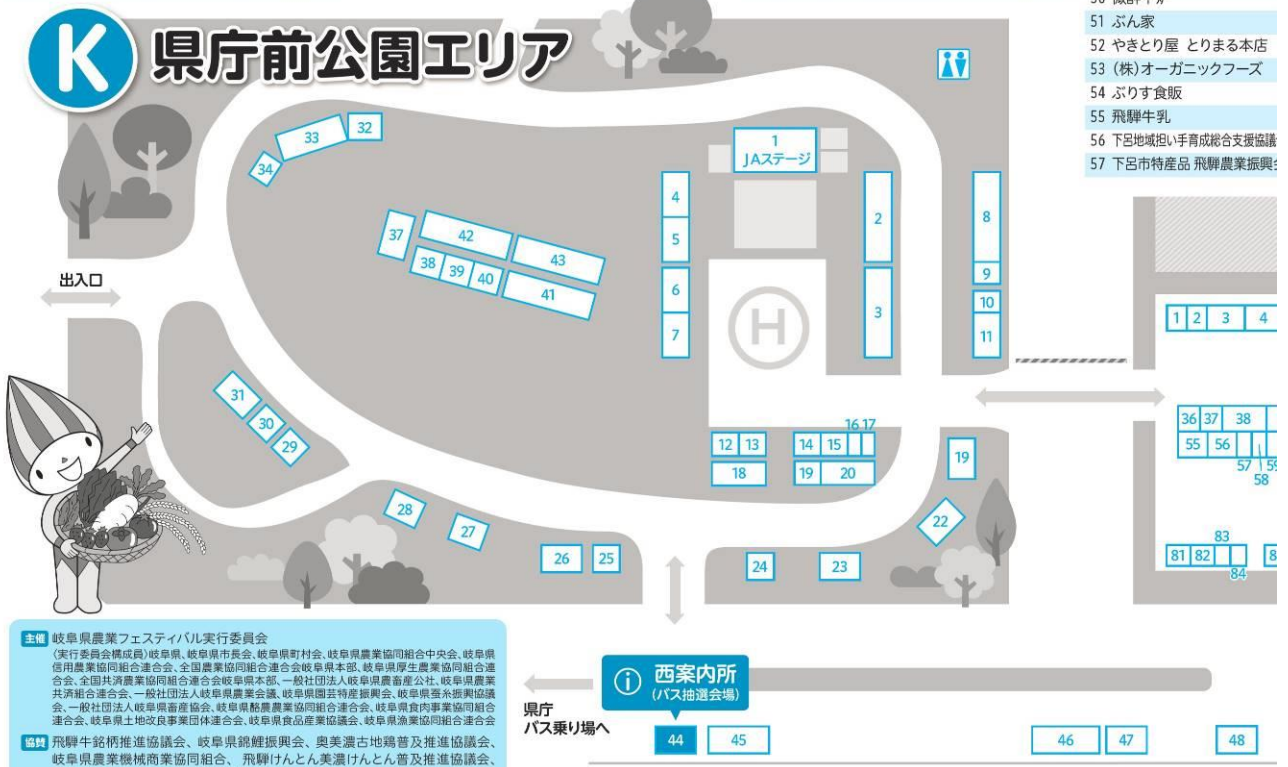 K 県庁前公園エリア
51 ぶん家
52 やきとり屋 とりまる本店
53 (株)オーガニックフーズ
54 ぶりす食販
55 飛騨牛乳
56 下呂地域担い手育成総合支援協議
57 下呂市特産品 飛騨農業振興
1
JAステージ
32
33
34
4
2
8
5
37
42
43
38 39 40
41
6
9
10
3
7
11
出入口
31
30
29
1 2 3 4
36 37 38
55 56
57 59
58
16 17
12 13
14 15
18
19 20
19
28
27
22
26 25
24
23
83
81 82
84
主催 岐阜県農業フェスティバル実行委員会
(実行委員会構成員)岐阜県、岐阜県市長会、岐阜県町村会、岐阜県農業協同組合中央会、岐阜県
信用農業協同組合連合会、全国農業協同組合連合会岐阜県本部、岐阜県厚生農業協同組合連
合会、全国共済農業協同組合連合会岐阜県本部、一般社団法人岐阜県農畜産公社、岐阜県農業
共済組合連合会、一般社団法人岐阜県農業会議、岐阜県園芸特産振興会、岐阜県蚕糸振興協議
会、一般社団法人岐阜県畜産協会、岐阜県酪農農業協同組合連合会、岐阜県食肉事業協同組合
連合会、岐阜県土地改良事業団体連合会、岐阜県食品産業協議会、岐阜県漁業協同組合連合会
協賛 飛騨牛銘柄推進協議会、岐阜県錦鯉振興会、奥美濃古地鶏普及推進協議会、
岐阜県農業機械商業協同組合、飛騨けんとん美濃けんとん普及推進協議会、
県庁
バス乗り場へ
i 西案内所
(バス抽選会場)
44 45
46 47
48
H